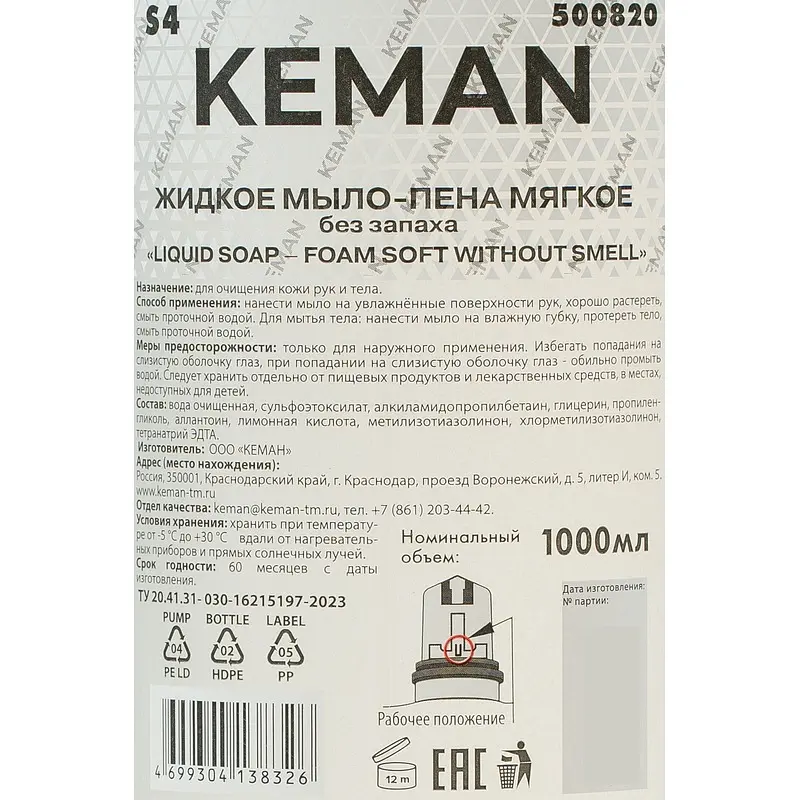 S4
500820
KEMAN
ЖИДКОЕ МЫЛО-ПЕНА МЯГКОЕ
без запаха
«LIQUID SOAP – FOAM SOFT WITHOUT SMELL»
Назначение: для очищения кожи рук и тела.
Способ применения: нанести мыло на увлажнённые поверхности рук, хорошо растереть,
смыть проточной водой. Для мытья тела: нанести мыло на влажную губку, протереть тело,
смыть проточной водой.
Меры предосторожности: только для наружного применения. Избегать попадания на
слизистую оболочку глаз, при попадании на слизистую оболочку глаз - обильно промыть
водой. Следует хранить отдельно от пищевых продуктов и лекарственных средств, в местах,
недоступных для детей.
Состав: вода очищенная, сульфоэтоксилат, алкиламидопропилбетаин, глицерин, пропилен-
гликоль, аллантоин, лимонная кислота, метилизотиазолинон, хлорметилизотиазолинон,
тетранатрий ЭДТА.
Изготовитель: ООО «КЕМАН»
Адрес (место нахождения):
Россия, 350001, Краснодарский край, г. Краснодар, проезд Воронежский, д. 5, литер И, ком. 5.
www.keman-tm.ru
Отдел качества: keman@keman-tm.ru, тел. +7 (861) 203-44-42.
Условия хранения: хранить при температу-
ре от -5 °С до +30 °С вдали от нагреватель-
ных приборов и прямых солнечных лучей.
Срок годности: 60 месяцев с даты
изготовления.
ТУ 20.41.31- 030-16215197-2023
Номинальный
объем:
1000мл
Дата изготовления:
№ партии:
PUMP BOTTLE LABEL
04 02 05
PE LD HDPE PP
Рабочее положение
4 699304 138326
12 m
EAC